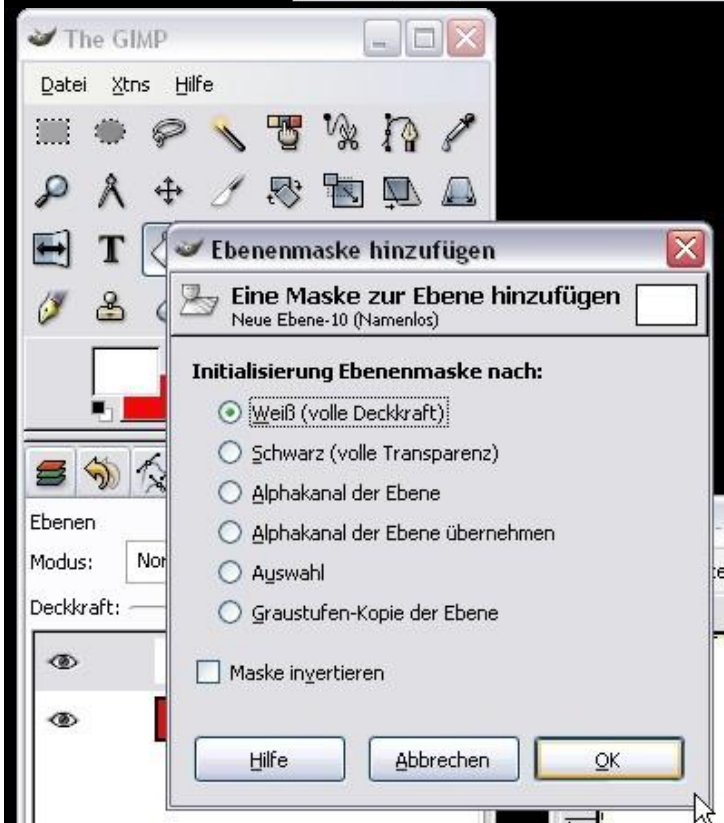 The GIMP
Datei Xtns Hilfe
T
Ebenenmaske hinzufügen
Eine Maske zur Ebene hinzufügen
Neue Ebene-10 (Namenlos)
Initialisierung Ebenenmaske nach:
Weiß (volle Deckkraft)
Schwarz (volle Transparenz)
Alphakanal der Ebene
Alphakanal der Ebene übernehmen
Auswahl
Graustufen-Kopie der Ebene
Maske invertieren
Hilfe Abbrechen OK
Ebenen
Modus: Nor
Deckkraft: